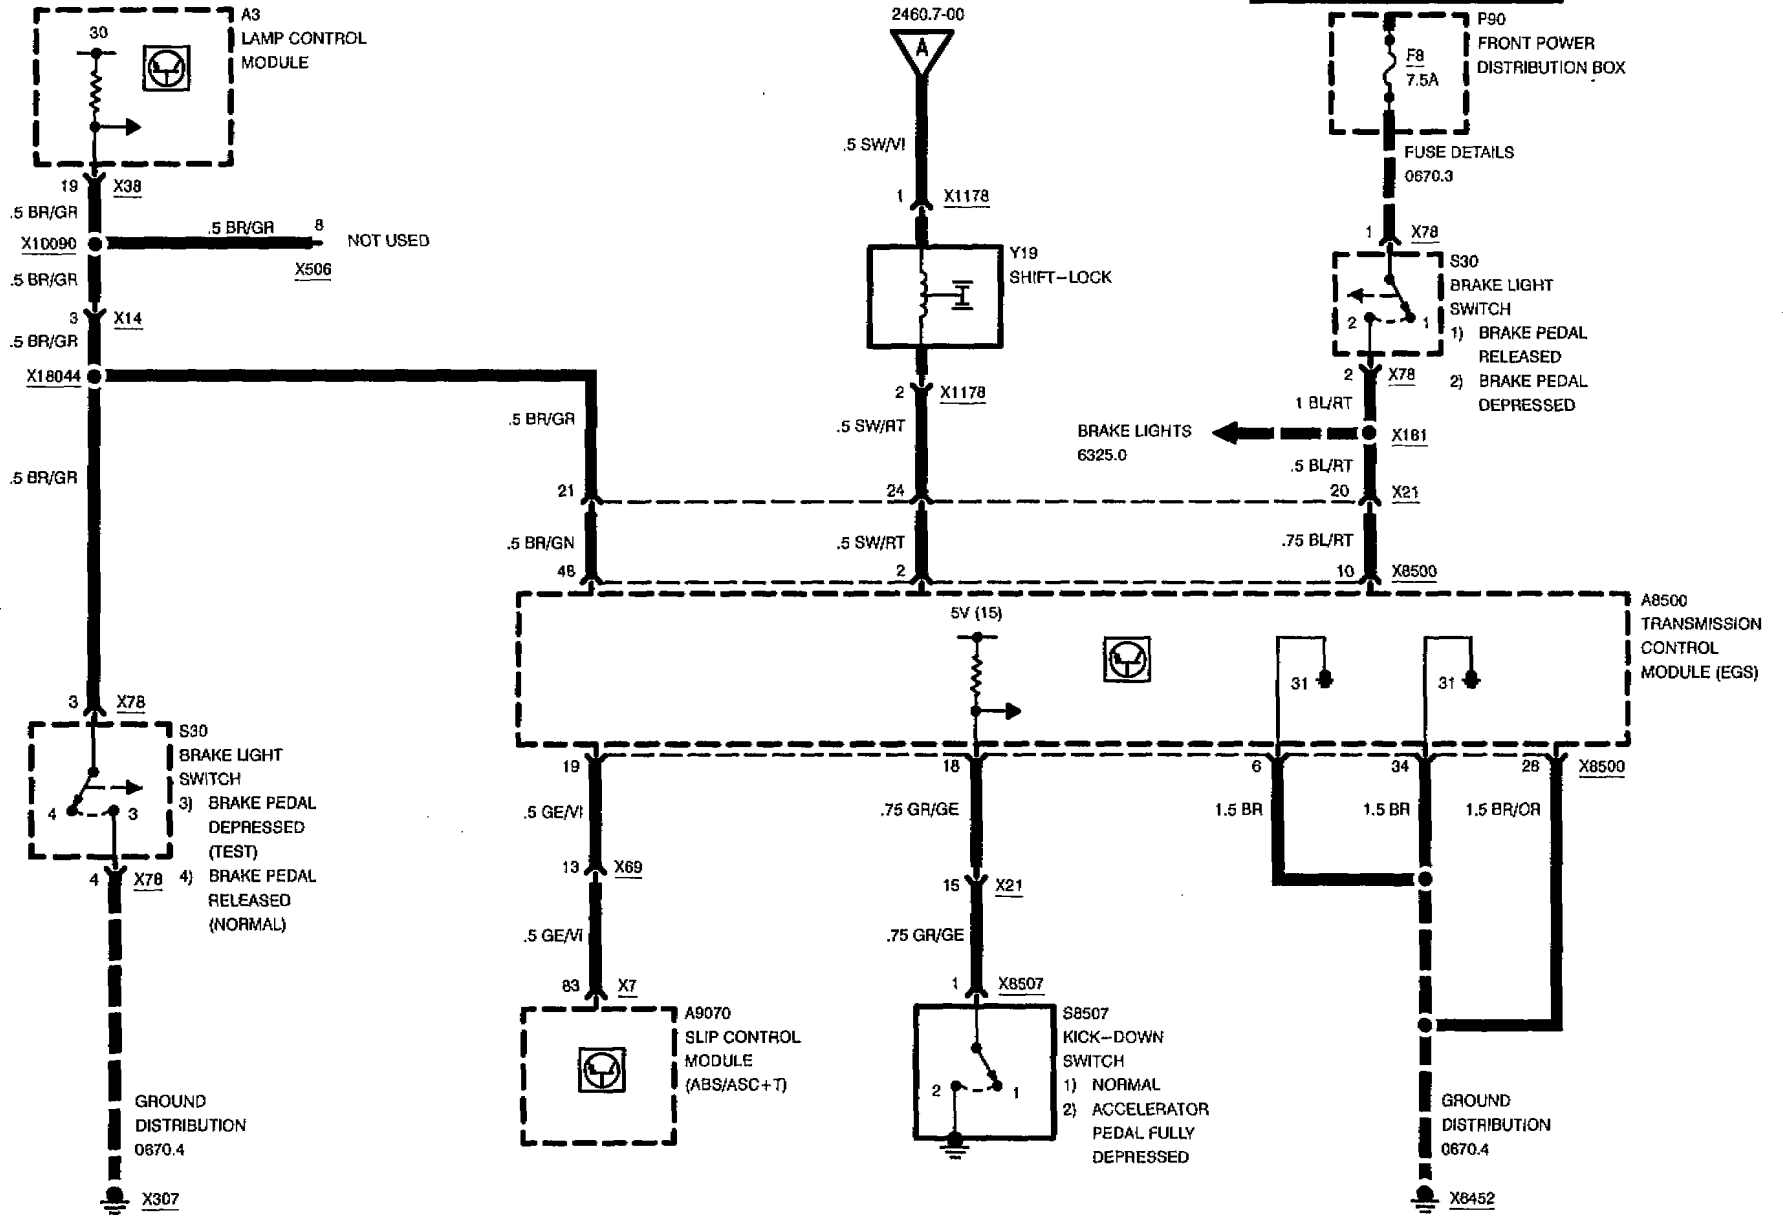 A3
LAMP CONTROL
MODULE
30
19
X38
.5 BR/GR
X10090
.5 BR/GR
8
NOT USED
X506
.5 BR/GR
3
X14
.5 BR/GR
X18044
.5 BR/GR
.5 BR/GR
21
.5 BR/GN
48
3
X78
S30
BRAKE LIGHT
SWITCH
3) BRAKE PEDAL
DEPRESSED
(TEST)
4) BRAKE PEDAL
RELEASED
(NORMAL)
4
3
4
X78
GROUND
DISTRIBUTION
0670.4
X307
2460.7-00
A
.5 SW/VI
1
X1178
Y19
SHIFT-LOCK
2
X1178
.5 SW/RT
24
.5 SW/RT
2
P90
FRONT POWER
DISTRIBUTION BOX
F8
7.5A
FUSE DETAILS
0670.3
1
X78
S30
BRAKE LIGHT
SWITCH
1) BRAKE PEDAL
RELEASED
2) BRAKE PEDAL
DEPRESSED
2
1
2
X78
1 BL/RT
BRAKE LIGHTS
6325.0
X181
.5 BL/RT
20
X21
.75 BL/RT
10
X8500
A8500
TRANSMISSION
CONTROL
MODULE (EGS)
5V (15)
31
31
19
18
6
34
28
X8500
.5 GE/VI
.75 GR/GE
1.5 BR
1.5 BR
1.5 BR/OR
13
X69
15
X21
.5 GE/VI
.75 GR/GE
83
X7
1
X8507
A9070
SLIP CONTROL
MODULE
(ABS/ASC+T)
S8507
KICK-DOWN
SWITCH
1) NORMAL
2) ACCELERATOR
PEDAL FULLY
DEPRESSED
2
1
GROUND
DISTRIBUTION
0670.4
X6452